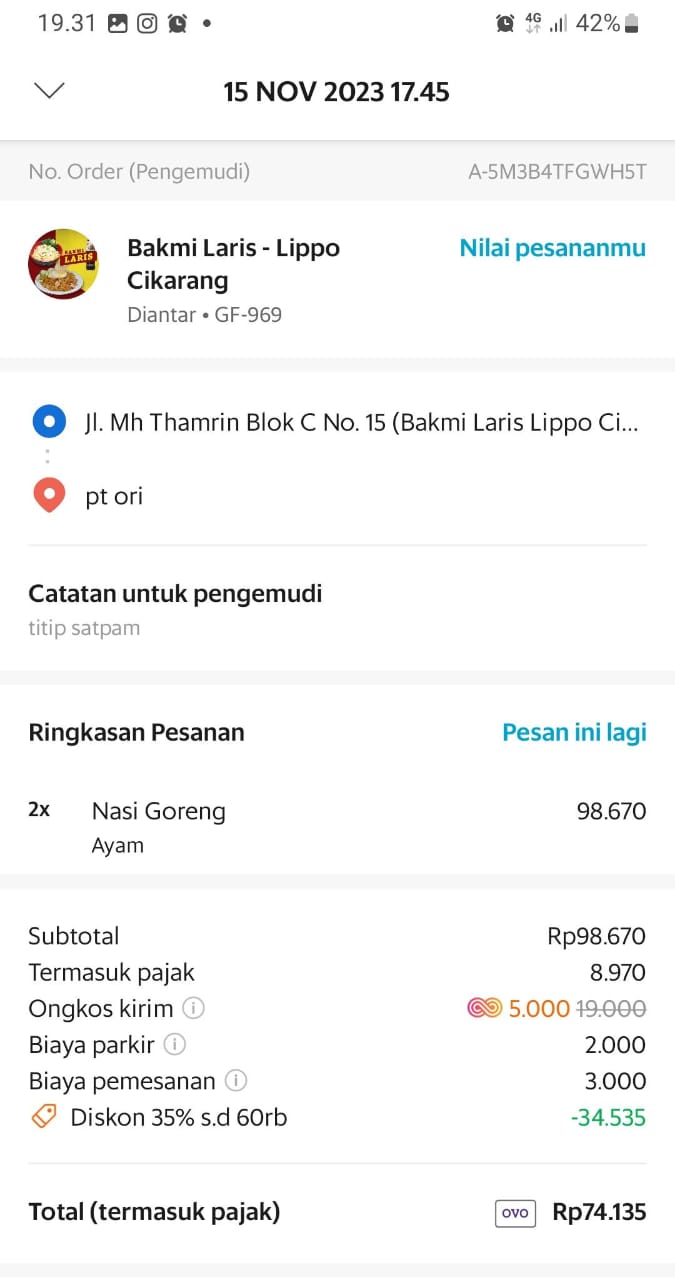 19.31 4G 42%
15 NOV 2023 17.45
No. Order (Pengemudi) A-5M3B4TFGWH5T
BAKMI
LARIS
Bakmi Laris - Lippo Nilai pesananmu
Cikarang
Diantar • GF-969
Jl. Mh Thamrin Blok C No. 15 (Bakmi Laris Lippo Ci...
pt ori
Catatan untuk pengemudi
titip satpam
Ringkasan Pesanan Pesan ini lagi
2x Nasi Goreng 98.670
Ayam
Subtotal Rp98.670
Termasuk pajak 8.970
Ongkos kirim 5.000 19.000
Biaya parkir 2.000
Biaya pemesanan 3.000
Diskon 35% s.d 60rb -34.535
Total (termasuk pajak) OVO Rp74.135